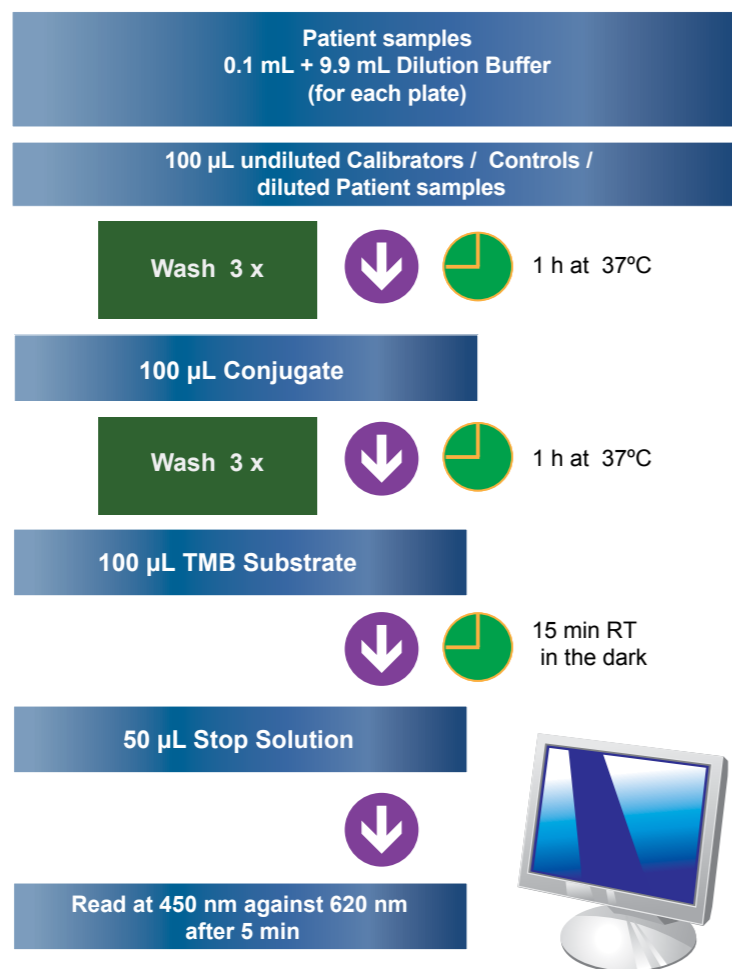 Patient samples
0.1 mL + 9.9 mL Dilution Buffer
(for each plate)
100 µL undiluted Calibrators / Controls /
diluted Patient samples
Wash 3 x
1 h at 37ºC
100 µL Conjugate
Wash 3 x
1 h at 37ºC
100 µL TMB Substrate
15 min RT
in the dark
50 µL Stop Solution
Read at 450 nm against 620 nm
after 5 min